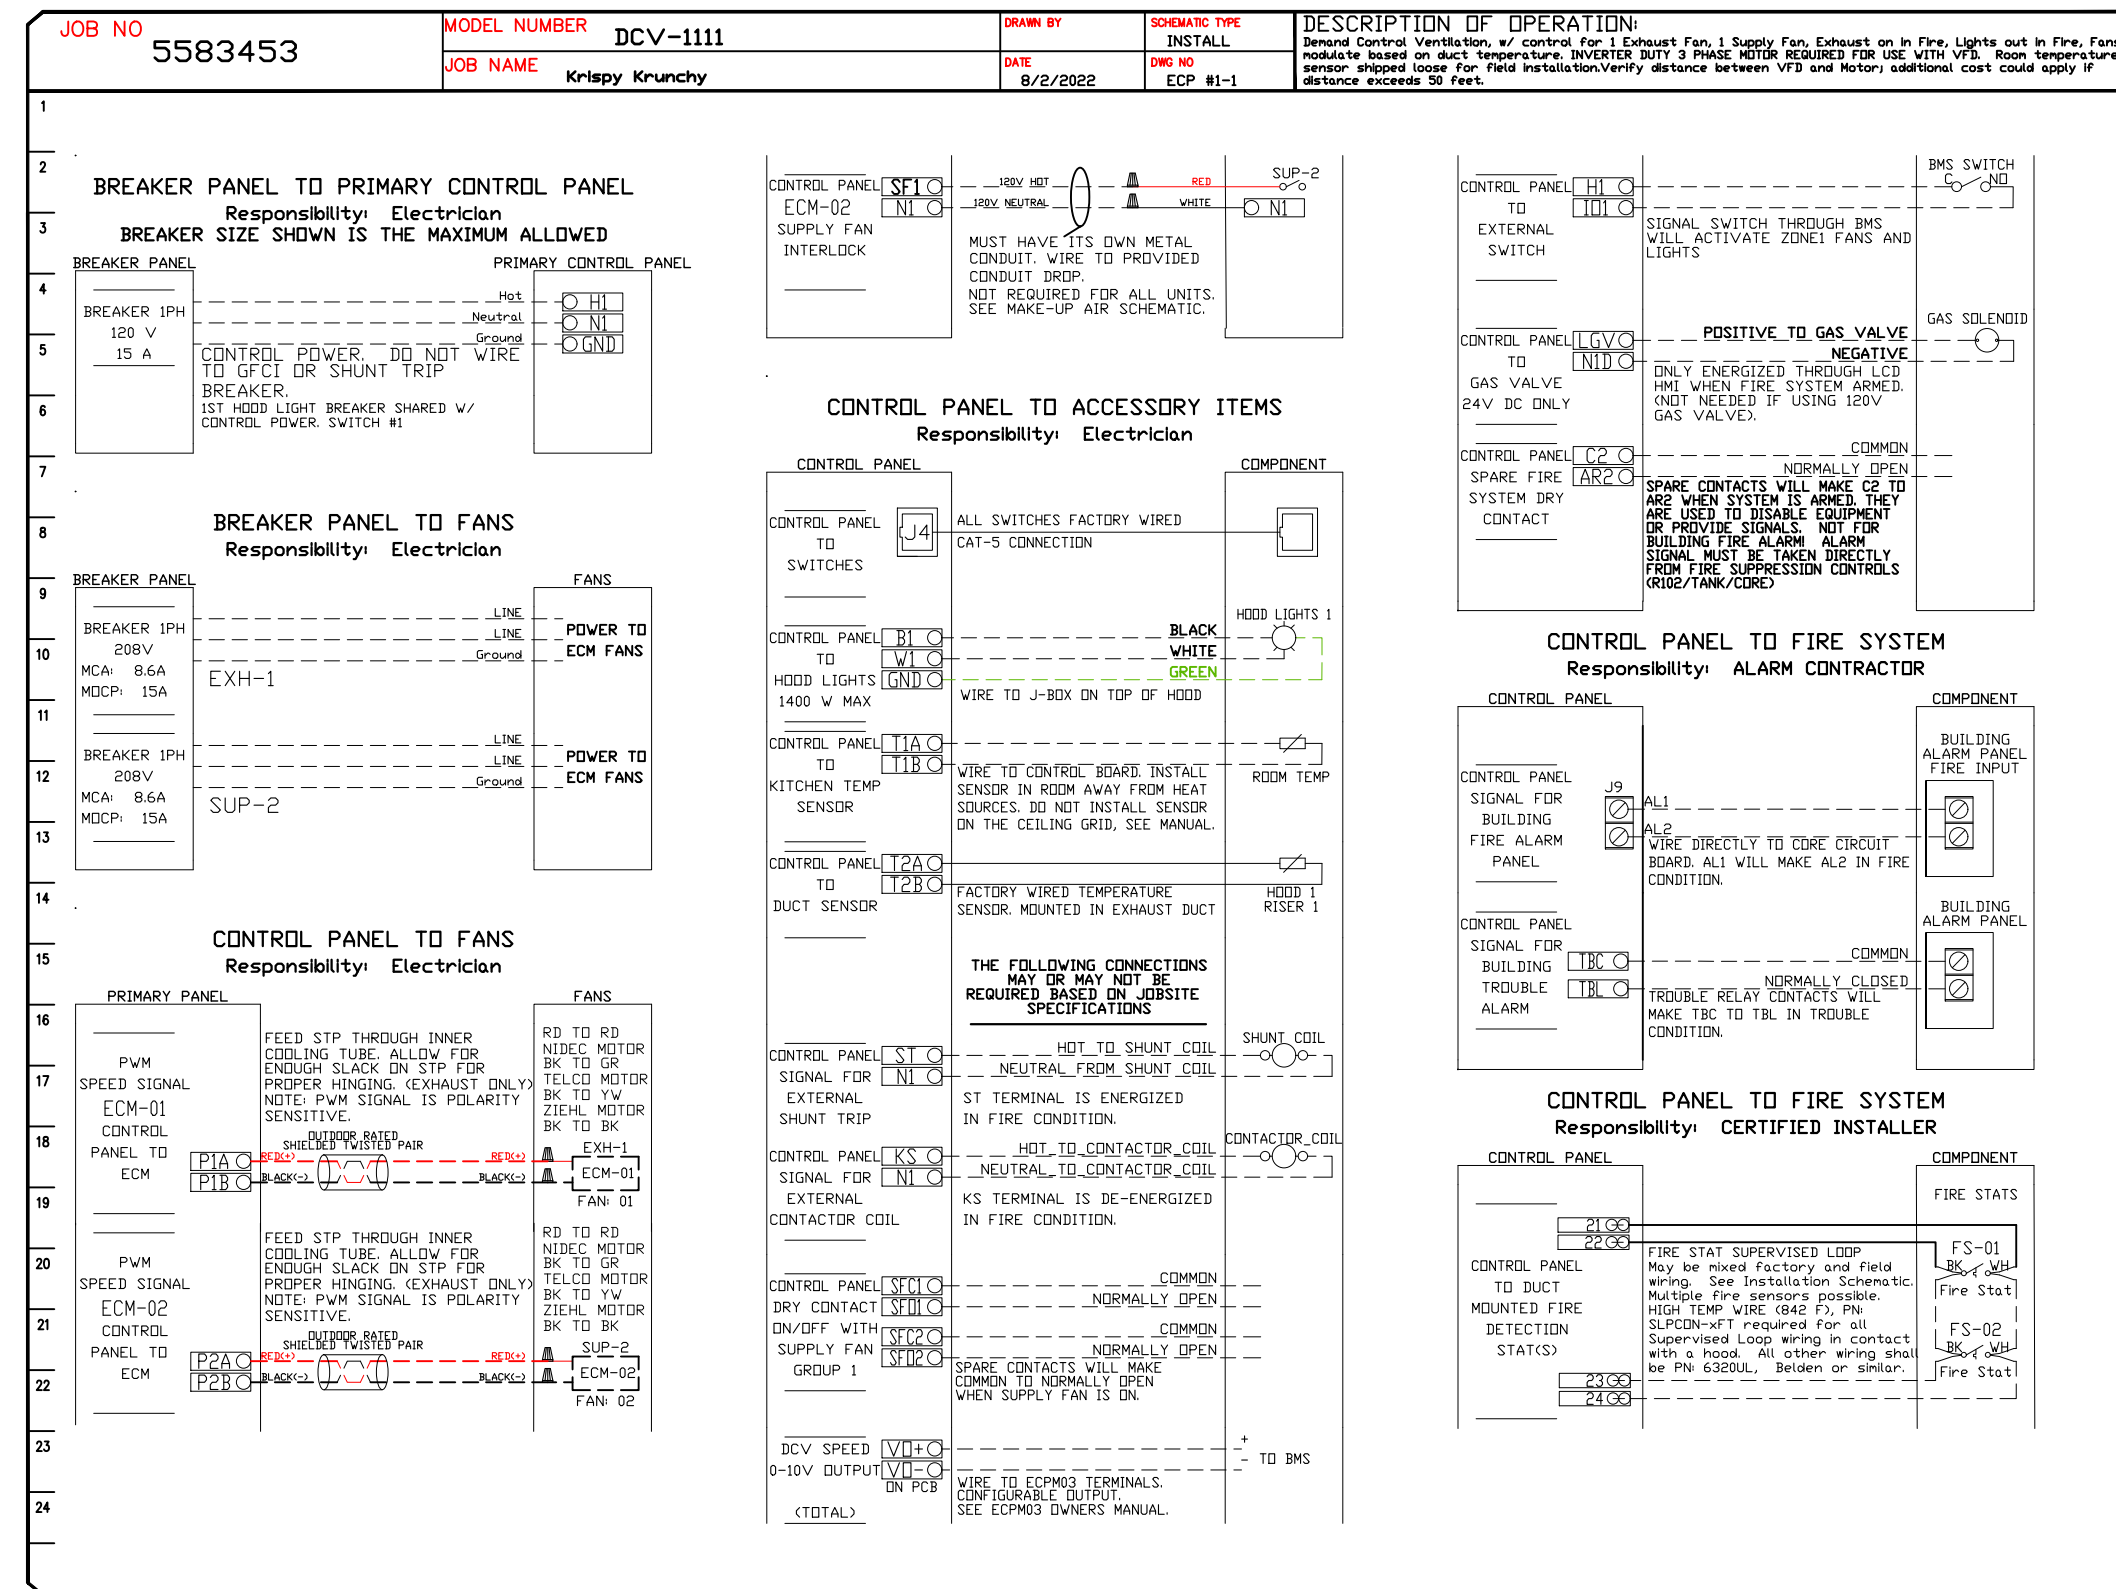 JOB NO
5583453
MODEL NUMBER
DCV-1111
JOB NAME
Krispy Krunchy
DRAWN BY
DATE
8/2/2022
SCHEMATIC TYPE
INSTALL
DWG NO
ECP #1-1
DESCRIPTION OF OPERATION:
Demand Control Ventilation, w/ control for 1 Exhaust Fan, 1 Supply Fan, Exhaust on in Fire, Lights out in Fire, Fans
modulate based on duct temperature. INVERTER DUTY 3 PHASE MOTOR REQUIRED FOR USE WITH VFD. Room temperature
sensor shipped loose for field installation.Verify distance between VFD and Motor; additional cost could apply if
distance exceeds 50 feet.
1
2
3
4
5
6
7
8
9
10
11
12
13
14
15
16
17
18
19
20
21
22
23
24
BREAKER PANEL TO PRIMARY CONTROL PANEL
Responsibility: Electrician
BREAKER SIZE SHOWN IS THE MAXIMUM ALLOWED
BREAKER PANEL
PRIMARY CONTROL PANEL
BREAKER 1PH
120 V
15 A
Hot
H1
Neutral
N1
Ground
GND
CONTROL POWER. DO NOT WIRE
TO GFCI OR SHUNT TRIP
BREAKER.
1ST HOOD LIGHT BREAKER SHARED W/
CONTROL POWER. SWITCH #1
BREAKER PANEL TO FANS
Responsibility: Electrician
BREAKER PANEL
FANS
BREAKER 1PH
208V
MCA: 8.6A
MOCP: 15A
EXH-1
LINE
LINE
Ground
POWER TO
ECM FANS
BREAKER 1PH
208V
MCA: 8.6A
MOCP: 15A
SUP-2
LINE
LINE
Ground
POWER TO
ECM FANS
CONTROL PANEL TO FANS
Responsibility: Electrician
PRIMARY PANEL
FANS
PWM
SPEED SIGNAL
ECM-01
CONTROL
PANEL TO
ECM
P1A
P1B
FEED STP THROUGH INNER
COOLING TUBE. ALLOW FOR
ENOUGH SLACK ON STP FOR
PROPER HINGING. (EXHAUST ONLY)
NOTE: PWM SIGNAL IS POLARITY
SENSITIVE.
OUTDOOR RATED
SHIELDED TWISTED PAIR
RED(+)
RED(+)
BLACK(-)
BLACK(-)
RD TO RD
NIDEC MOTOR
BK TO GR
TELCO MOTOR
BK TO YW
ZIEHL MOTOR
BK TO BK
EXH-1
ECM-01
FAN: 01
PWM
SPEED SIGNAL
ECM-02
CONTROL
PANEL TO
ECM
P2A
P2B
FEED STP THROUGH INNER
COOLING TUBE. ALLOW FOR
ENOUGH SLACK ON STP FOR
PROPER HINGING. (EXHAUST ONLY)
NOTE: PWM SIGNAL IS POLARITY
SENSITIVE.
OUTDOOR RATED
SHIELDED TWISTED PAIR
RED(+)
RED(+)
BLACK(-)
BLACK(-)
RD TO RD
NIDEC MOTOR
BK TO GR
TELCO MOTOR
BK TO YW
ZIEHL MOTOR
BK TO BK
SUP-2
ECM-02
FAN: 02
CONTROL PANEL
ECM-02
SUPPLY FAN
INTERLOCK
SF1
N1
120V HOT
120V NEUTRAL
RED
WHITE
SUP-2
N1
MUST HAVE ITS OWN METAL
CONDUIT. WIRE TO PROVIDED
CONDUIT DROP.
NOT REQUIRED FOR ALL UNITS.
SEE MAKE-UP AIR SCHEMATIC.
CONTROL PANEL TO ACCESSORY ITEMS
Responsibility: Electrician
CONTROL PANEL
COMPONENT
CONTROL PANEL
TO
SWITCHES
J4
ALL SWITCHES FACTORY WIRED
CAT-5 CONNECTION
CONTROL PANEL
TO
HOOD LIGHTS
1400 W MAX
B1
W1
GND
BLACK
WHITE
GREEN
HOOD LIGHTS 1
WIRE TO J-BOX ON TOP OF HOOD
CONTROL PANEL
TO
KITCHEN TEMP
SENSOR
T1A
T1B
ROOM TEMP
WIRE TO CONTROL BOARD. INSTALL
SENSOR IN ROOM AWAY FROM HEAT
SOURCES. DO NOT INSTALL SENSOR
ON THE CEILING GRID, SEE MANUAL.
CONTROL PANEL
TO
DUCT SENSOR
T2A
T2B
HOOD 1
RISER 1
FACTORY WIRED TEMPERATURE
SENSOR. MOUNTED IN EXHAUST DUCT
THE FOLLOWING CONNECTIONS
MAY OR MAY NOT BE
REQUIRED BASED ON JOBSITE
SPECIFICATIONS
CONTROL PANEL
SIGNAL FOR
EXTERNAL
SHUNT TRIP
ST
N1
HOT TO SHUNT COIL
NEUTRAL FROM SHUNT COIL
SHUNT COIL
ST TERMINAL IS ENERGIZED
IN FIRE CONDITION.
CONTROL PANEL
SIGNAL FOR
EXTERNAL
CONTACTOR COIL
KS
N1
HOT_TO_CONTACTOR_COIL
NEUTRAL_TO_CONTACTOR_COIL
CONTACTOR_COIL
KS TERMINAL IS DE-ENERGIZED
IN FIRE CONDITION.
CONTROL PANEL
DRY CONTACT
ON/OFF WITH
SUPPLY FAN
GROUP 1
SFC1
SFO1
SFC2
SFO2
COMMON
NORMALLY OPEN
COMMON
NORMALLY OPEN
SPARE CONTACTS WILL MAKE
COMMON TO NORMALLY OPEN
WHEN SUPPLY FAN IS ON.
DCV SPEED
0-10V OUTPUT
(TOTAL)
VO+
VO-
ON PCB
+
- TO BMS
WIRE TO ECPM03 TERMINALS.
CONFIGURABLE OUTPUT.
SEE ECPM03 OWNERS MANUAL.
CONTROL PANEL
TO
EXTERNAL
SWITCH
H1
IO1
BMS SWITCH
C
NO
SIGNAL SWITCH THROUGH BMS
WILL ACTIVATE ZONE1 FANS AND
LIGHTS
CONTROL PANEL
TO
GAS VALVE
24V DC ONLY
LGV
N1D
POSITIVE TO GAS VALVE
NEGATIVE
GAS SOLENOID
ONLY ENERGIZED THROUGH LCD
HMI WHEN FIRE SYSTEM ARMED.
(NOT NEEDED IF USING 120V
GAS VALVE).
CONTROL PANEL
SPARE FIRE
SYSTEM DRY
CONTACT
C2
AR2
COMMON
NORMALLY OPEN
SPARE CONTACTS WILL MAKE C2 TO
AR2 WHEN SYSTEM IS ARMED. THEY
ARE USED TO DISABLE EQUIPMENT
OR PROVIDE SIGNALS. NOT FOR
BUILDING FIRE ALARM! ALARM
SIGNAL MUST BE TAKEN DIRECTLY
FROM FIRE SUPPRESSION CONTROLS
(R102/TANK/CORE)
CONTROL PANEL TO FIRE SYSTEM
Responsibility: ALARM CONTRACTOR
CONTROL PANEL
COMPONENT
CONTROL PANEL
SIGNAL FOR
BUILDING
FIRE ALARM
PANEL
J9
AL1
AL2
BUILDING
ALARM PANEL
FIRE INPUT
WIRE DIRECTLY TO CORE CIRCUIT
BOARD. AL1 WILL MAKE AL2 IN FIRE
CONDITION.
CONTROL PANEL
SIGNAL FOR
BUILDING
TROUBLE
ALARM
TBC
TBL
COMMON
NORMALLY CLOSED
BUILDING
ALARM PANEL
TROUBLE RELAY CONTACTS WILL
MAKE TBC TO TBL IN TROUBLE
CONDITION.
CONTROL PANEL TO FIRE SYSTEM
Responsibility: CERTIFIED INSTALLER
CONTROL PANEL
COMPONENT
FIRE STATS
CONTROL PANEL
TO DUCT
MOUNTED FIRE
DETECTION
STAT(S)
21
22
23
24
FIRE STAT SUPERVISED LOOP
May be mixed factory and field
wiring. See Installation Schematic.
Multiple fire sensors possible.
HIGH TEMP WIRE (842 F), PN:
SLPCON-xFT required for all
Supervised Loop wiring in contact
with a hood. All other wiring shall
be PN: 6320UL, Belden or similar.
FS-01
BK
WH
Fire Stat
FS-02
BK
WH
Fire Stat